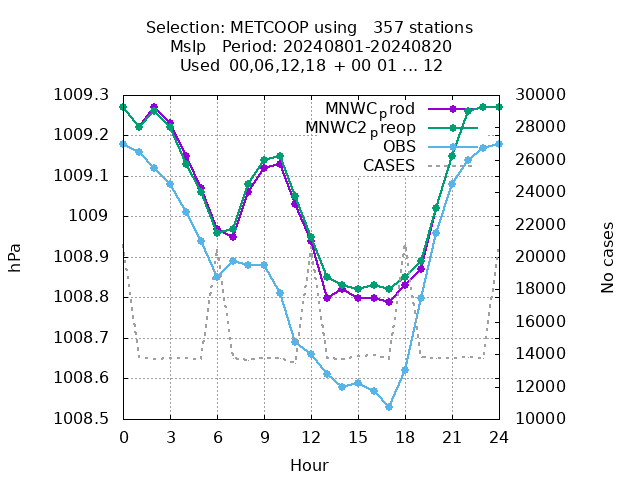 Selection: METCOOP using   357 stations
Mslp   Period: 20240801-20240820
Used  00,06,12,18  + 00 01 ... 12
MNWC_prod
MNWC2_preop
OBS
CASES
1009.3
1009.2
1009.1
1009
1008.9
1008.8
1008.7
1008.6
1008.5
30000
28000
26000
24000
22000
20000
18000
16000
14000
12000
10000
hPa
No cases
0 3 6 9 12 15 18 21 24
Hour